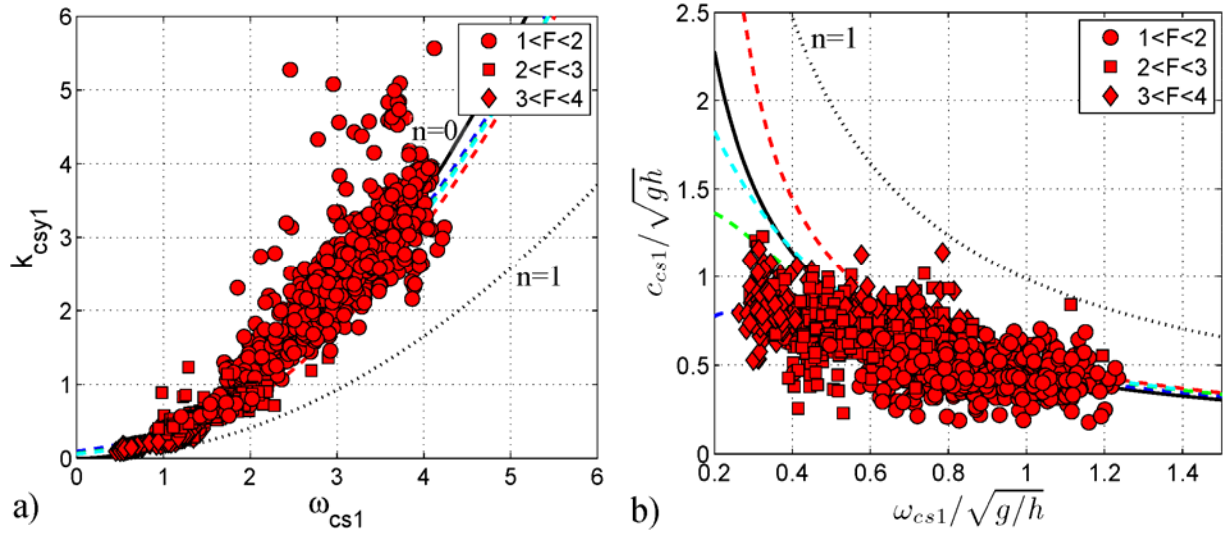 6
5
4
3
2
1
0
0
1
2
3
4
5
6
k_csy1
ω_cs1
1<F<2
2<F<3
3<F<4
n=0
n=1
a)
2.5
2
1.5
1
0.5
0
0.2
0.4
0.6
0.8
1
1.2
1.4
c_cs1/√gh
ω_cs1/√g/h
n=1
1<F<2
2<F<3
3<F<4
b)